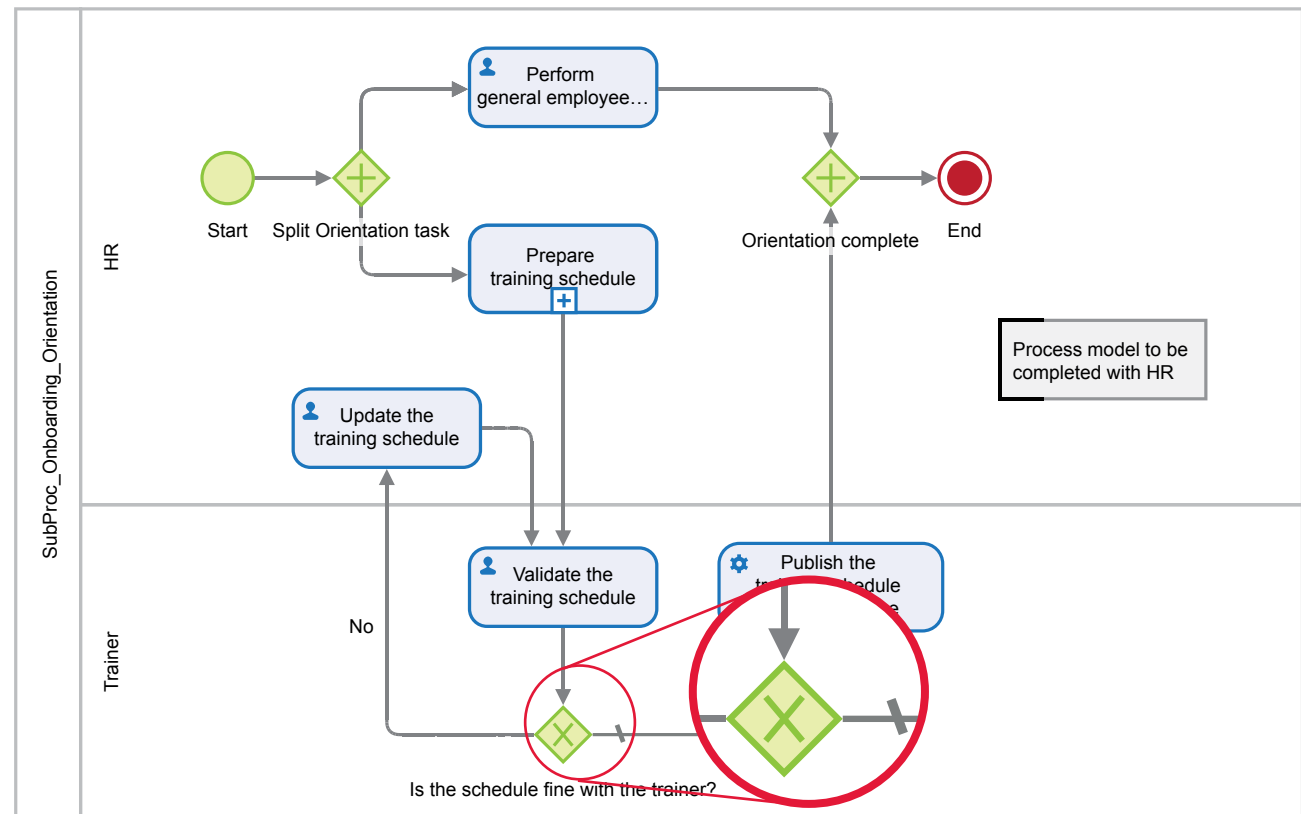 SubProc_Onboarding_Orientation
HR
Perform
general employee…
Start
Split Orientation task
Orientation complete
End
Prepare
training schedule
Process model to be
completed with HR
Update the
training schedule
Trainer
Validate the
training schedule
Publish the
No
Is the schedule fine with the trainer?